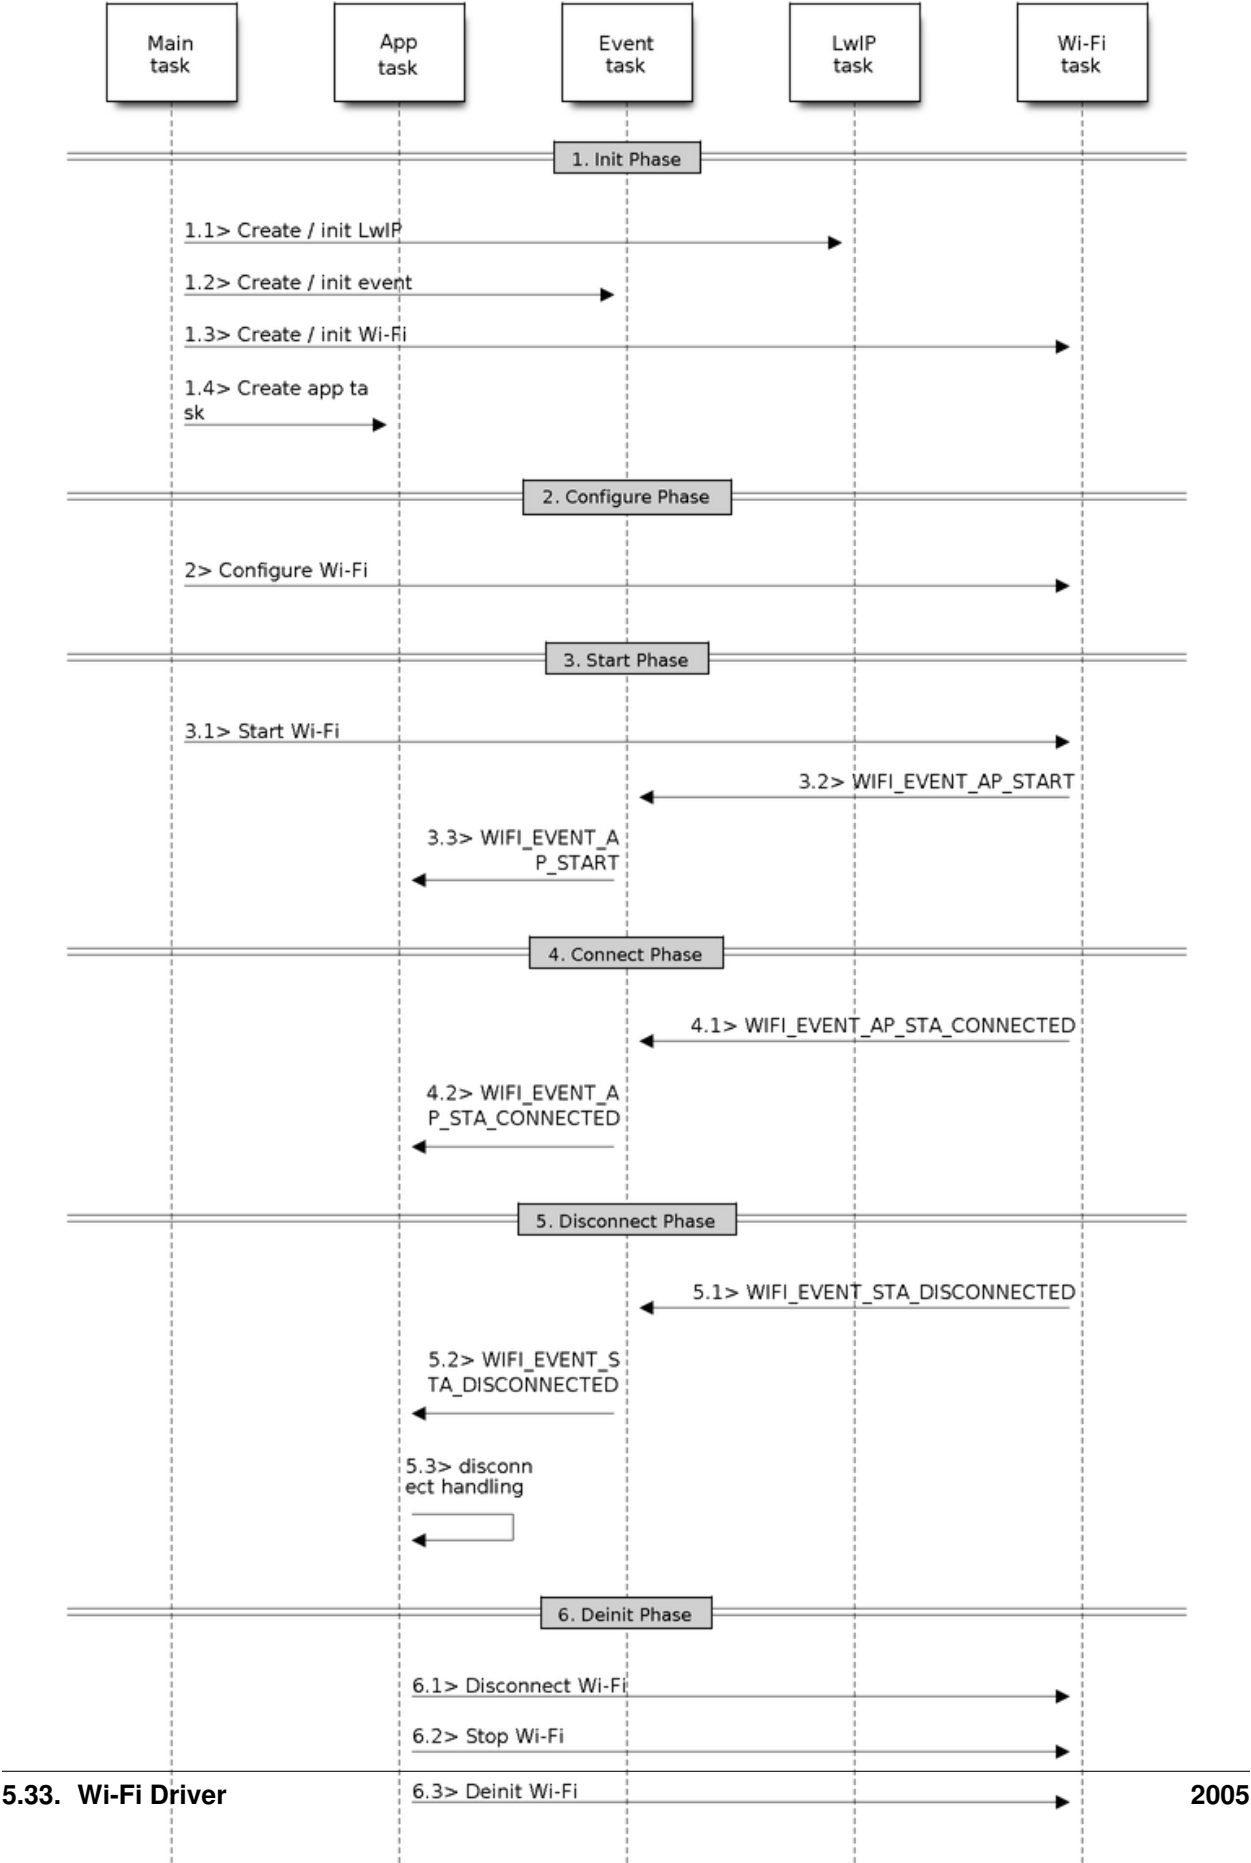 Main
task
App
task
Event
task
LwIP
task
Wi-Fi
task
1. Init Phase
1.1> Create / init LwIP
1.2> Create / init event
1.3> Create / init Wi-Fi
1.4> Create app ta
sk
2. Configure Phase
2> Configure Wi-Fi
3. Start Phase
3.1> Start Wi-Fi
3.2> WIFI_EVENT_AP_START
3.3> WIFI_EVENT_A
P_START
4. Connect Phase
4.1> WIFI_EVENT_AP_STA_CONNECTED
4.2> WIFI_EVENT_A
P_STA_CONNECTED
5. Disconnect Phase
5.1> WIFI_EVENT_STA_DISCONNECTED
5.2> WIFI_EVENT_S
TA_DISCONNECTED
5.3> disconn
ect handling
6. Deinit Phase
6.1> Disconnect Wi-Fi
6.2> Stop Wi-Fi
6.3> Deinit Wi-Fi
5.33. Wi-Fi Driver
2005